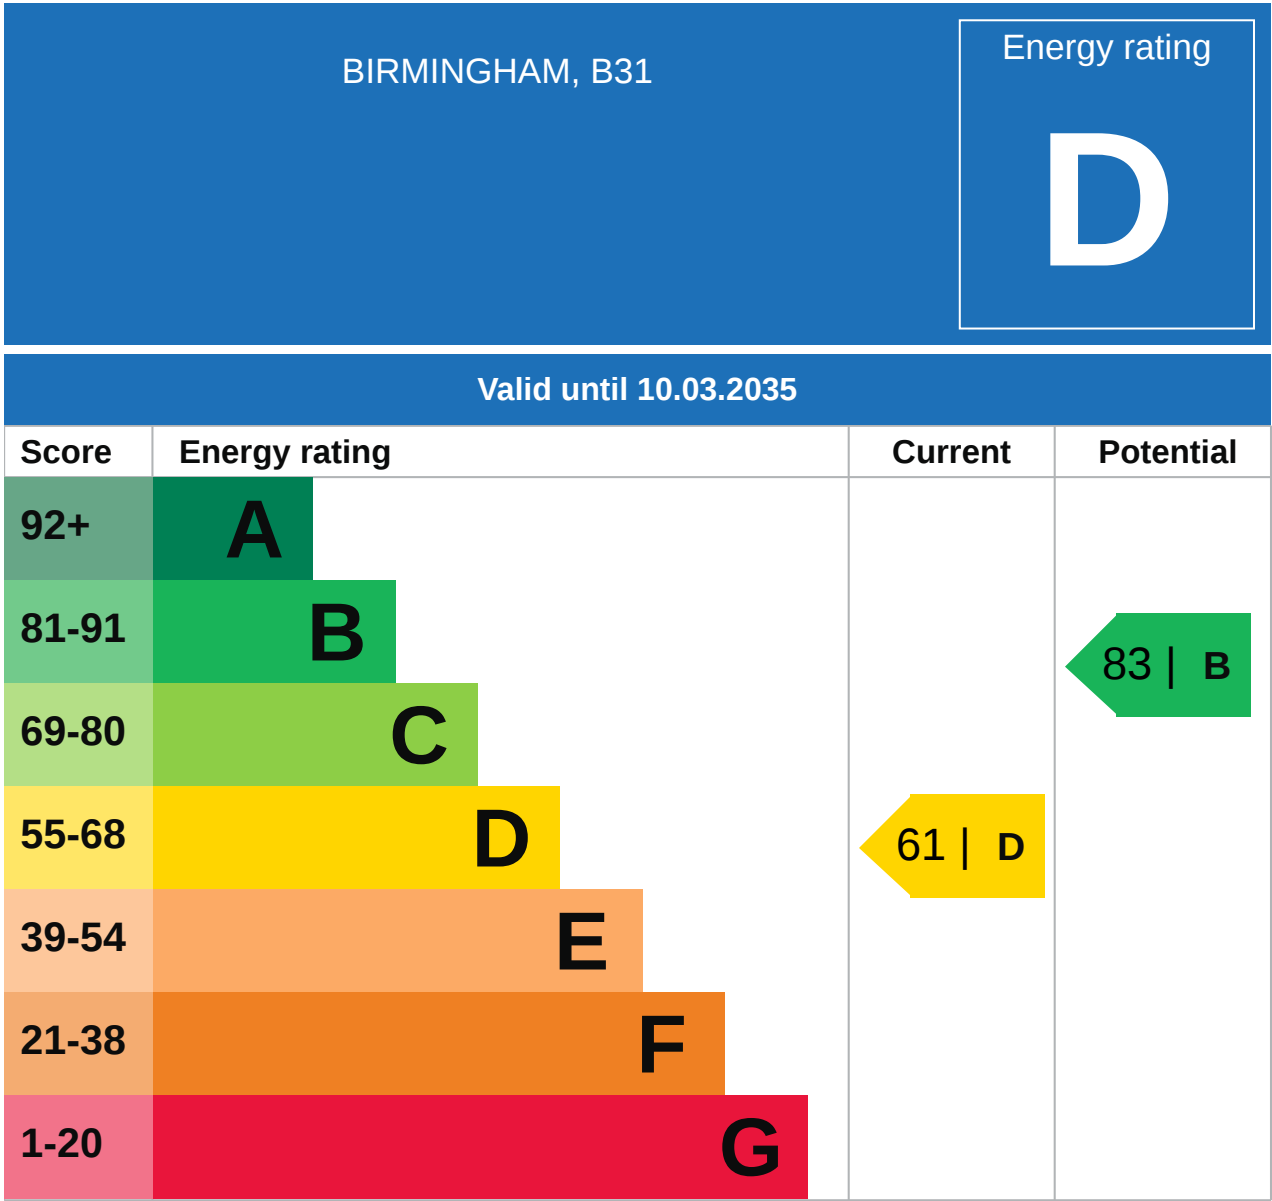 BIRMINGHAM, B31
Energy rating
D
Valid until 10.03.2035
Score Energy rating Current Potential
92+ A
81-91 B
83 | B
69-80 C
55-68 D
61 | D
39-54 E
21-38 F
1-20 G